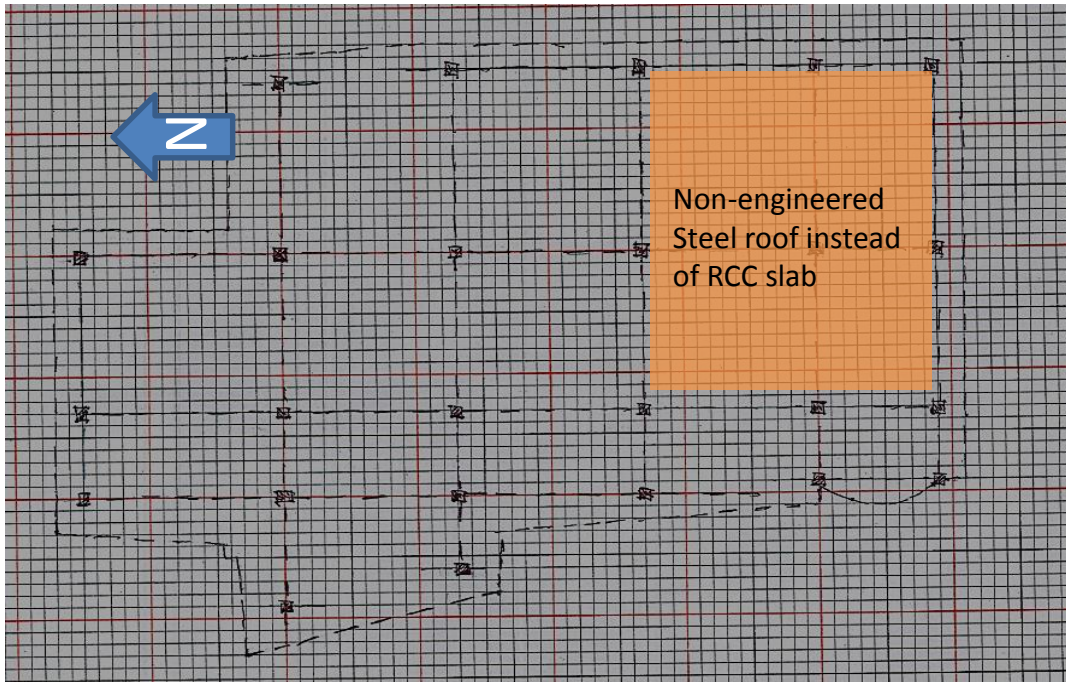 N
Non-engineered
Steel roof instead
of RCC slab